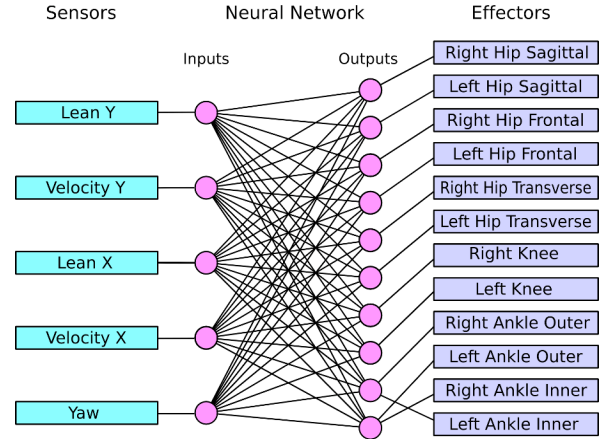 Sensors
Neural Network
Effectors
Inputs
Outputs
Lean Y
Velocity Y
Lean X
Velocity X
Yaw
Right Hip Sagittal
Left Hip Sagittal
Right Hip Frontal
Left Hip Frontal
Right Hip Transverse
Left Hip Transverse
Right Knee
Left Knee
Right Ankle Outer
Left Ankle Outer
Right Ankle Inner
Left Ankle Inner